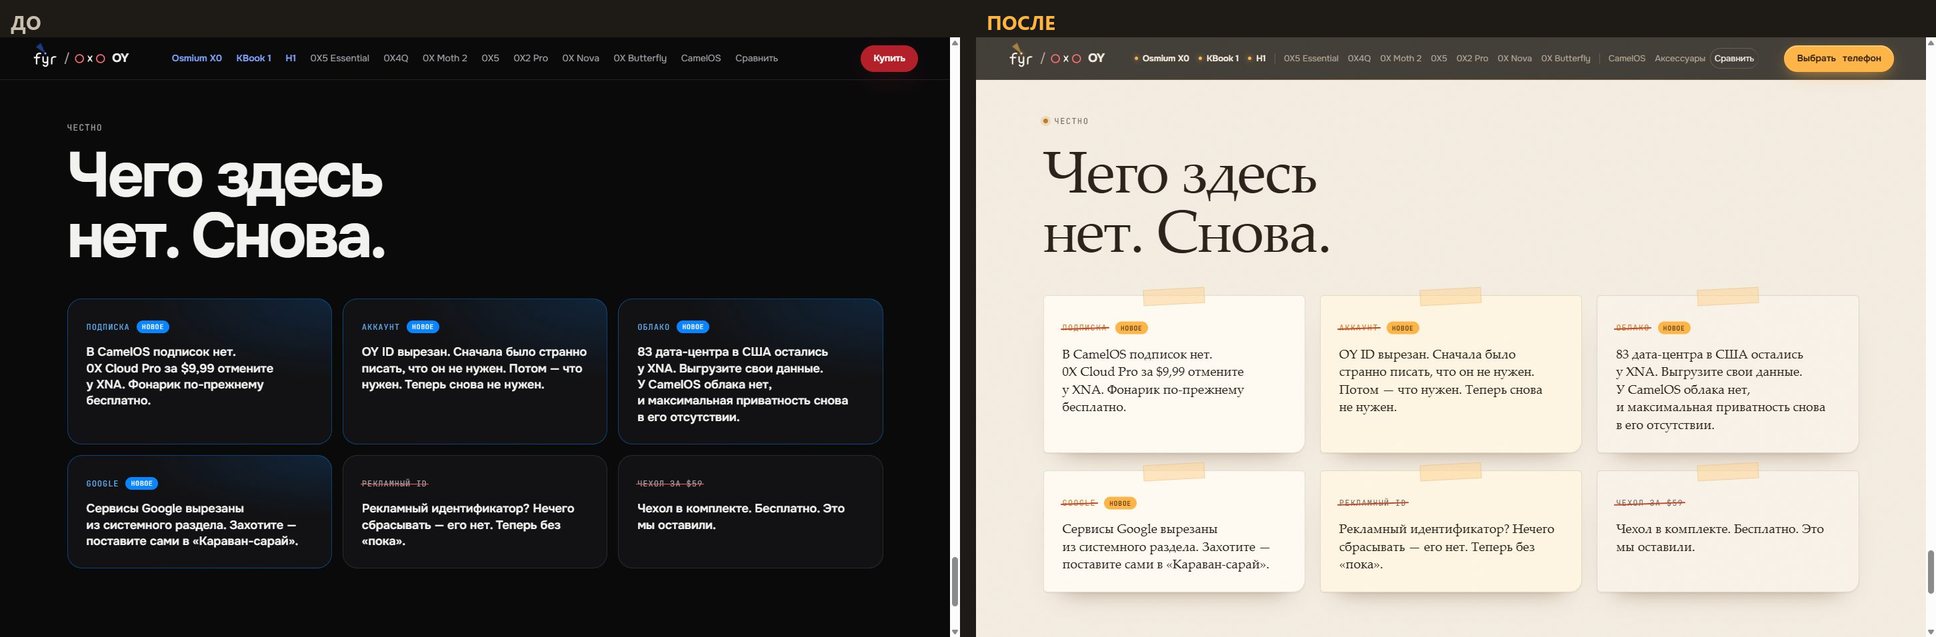 ДО
fyr / OxO OY Osmium X0 KBook 1 H1 0X5 Essential 0X4Q 0X Moth 2 0X5 0X2 Pro 0X Nova 0X Butterfly CamelOS Сравнить Купить
ЧЕСТНО
Чего здесь
нет. Снова.
ПОДПИСКА НОВОЕ
В CamelOS подписок нет.
0X Cloud Pro за $9,99 отмените
у XNA. Фонарик по-прежнему
бесплатно.
АККАУНТ НОВОЕ
OY ID вырезан. Сначала было странно
писать, что он не нужен. Потом — что
нужен. Теперь снова не нужен.
ОБЛАКО НОВОЕ
83 дата-центра в США остались
у XNA. Выгрузите свои данные.
У CamelOS облака нет,
и максимальная приватность снова
в его отсутствии.
GOOGLE НОВОЕ
Сервисы Google вырезаны
из системного раздела. Захотите —
поставите сами в «Караван-сарай».
РЕКЛАМНЫЙ ID
Рекламный идентификатор? Нечего
сбрасывать — его нет. Теперь без
«пока».
ЧЕХОЛ ЗА $59
Чехол в комплекте. Бесплатно. Это
мы оставили.
ПОСЛЕ
fyr / OxO OY Osmium X0 KBook 1 H1 0X5 Essential 0X4Q 0X Moth 2 0X5 0X2 Pro 0X Nova 0X Butterfly CamelOS Аксессуары Сравнить Выбрать телефон
ЧЕСТНО
Чего здесь
нет. Снова.
ПОДПИСКА НОВОЕ
В CamelOS подписок нет.
0X Cloud Pro за $9,99 отмените
у XNA. Фонарик по-прежнему
бесплатно.
АККАУНТ НОВОЕ
OY ID вырезан. Сначала было
странно писать, что он не нужен.
Потом — что нужен. Теперь снова
не нужен.
ОБЛАКО НОВОЕ
83 дата-центра в США остались
у XNA. Выгрузите свои данные.
У CamelOS облака нет,
и максимальная приватность снова
в его отсутствии.
GOOGLE НОВОЕ
Сервисы Google вырезаны
из системного раздела. Захотите —
поставите сами в «Караван-сарай».
РЕКЛАМНЫЙ ID
Рекламный идентификатор? Нечего
сбрасывать — его нет. Теперь без
«пока».
ЧЕХОЛ ЗА $59
Чехол в комплекте. Бесплатно. Это
мы оставили.